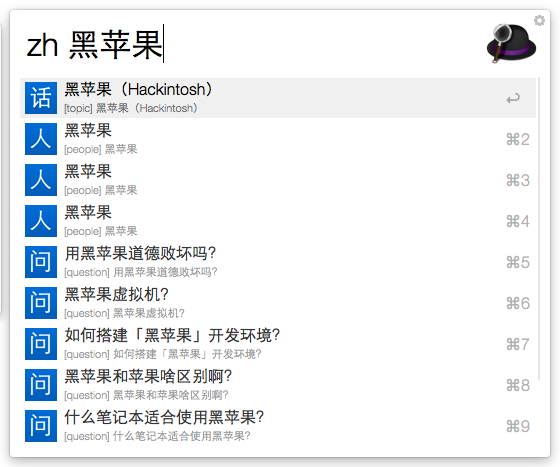 zh 黑苹果
话 黑苹果（Hackintosh）
[topic] 黑苹果（Hackintosh）
人 黑苹果 ⌘2
[people] 黑苹果
人 黑苹果 ⌘3
[people] 黑苹果
人 黑苹果 ⌘4
[people] 黑苹果
问 用黑苹果道德败坏吗? ⌘5
[question] 用黑苹果道德败坏吗?
问 黑苹果虚拟机? ⌘6
[question] 黑苹果虚拟机?
问 如何搭建「黑苹果」开发环境? ⌘7
[question] 如何搭建「黑苹果」开发环境?
问 黑苹果和苹果啥区别啊? ⌘8
[question] 黑苹果和苹果啥区别啊?
问 什么笔记本适合使用黑苹果? ⌘9
[question] 什么笔记本适合使用黑苹果?